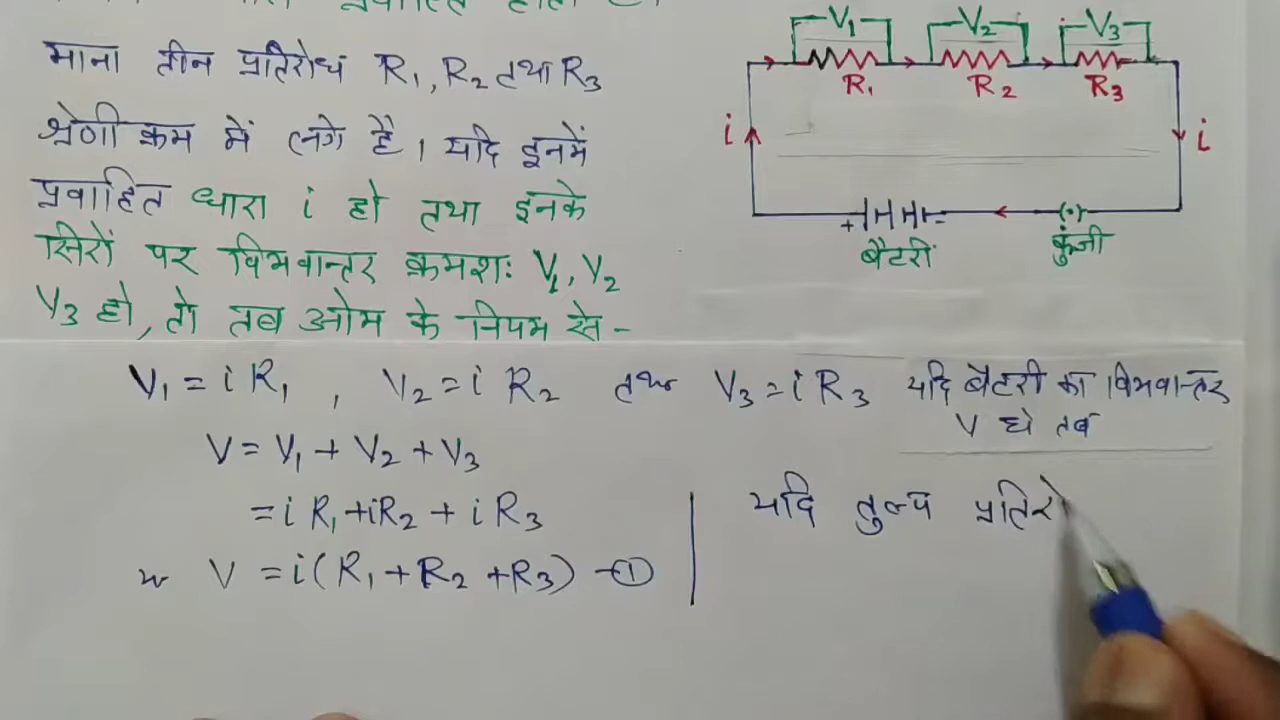 माना तीन प्रतिरोध R₁, R₂ तथा R₃
श्रेणीक्रम में लगे है। यदि इनमें
प्रवाहित धारा i हो तथा इनके
सिरों पर विभवान्तर क्रमशः V₁, V₂
V₃ हो, तो तब ओम के नियम से -
V₁ V₂ V₃
R₁ R₂ R₃
i i
+ -
बैटरी कुंजी
V₁ = i R₁ , V₂ = i R₂ तथा V₃ = i R₃ यदि बैटरी का विभवान्तर
V हो तब
V = V₁ + V₂ + V₃
= i R₁ + iR₂ + i R₃
V = i(R₁ + R₂ + R₃) - ①
यदि तुल्य प्रतिरो